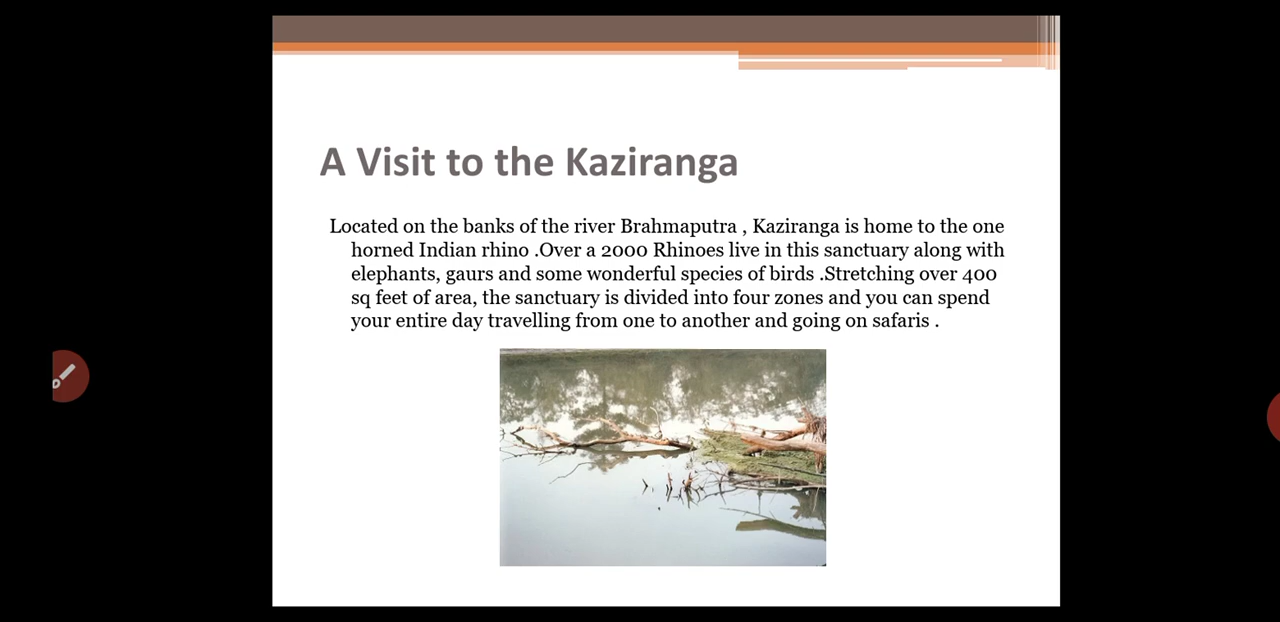 A Visit to the Kaziranga
Located on the banks of the river Brahmaputra , Kaziranga is home to the one
horned Indian rhino .Over a 2000 Rhinoes live in this sanctuary along with
elephants, gaurs and some wonderful species of birds .Stretching over 400
sq feet of area, the sanctuary is divided into four zones and you can spend
your entire day travelling from one to another and going on safaris .